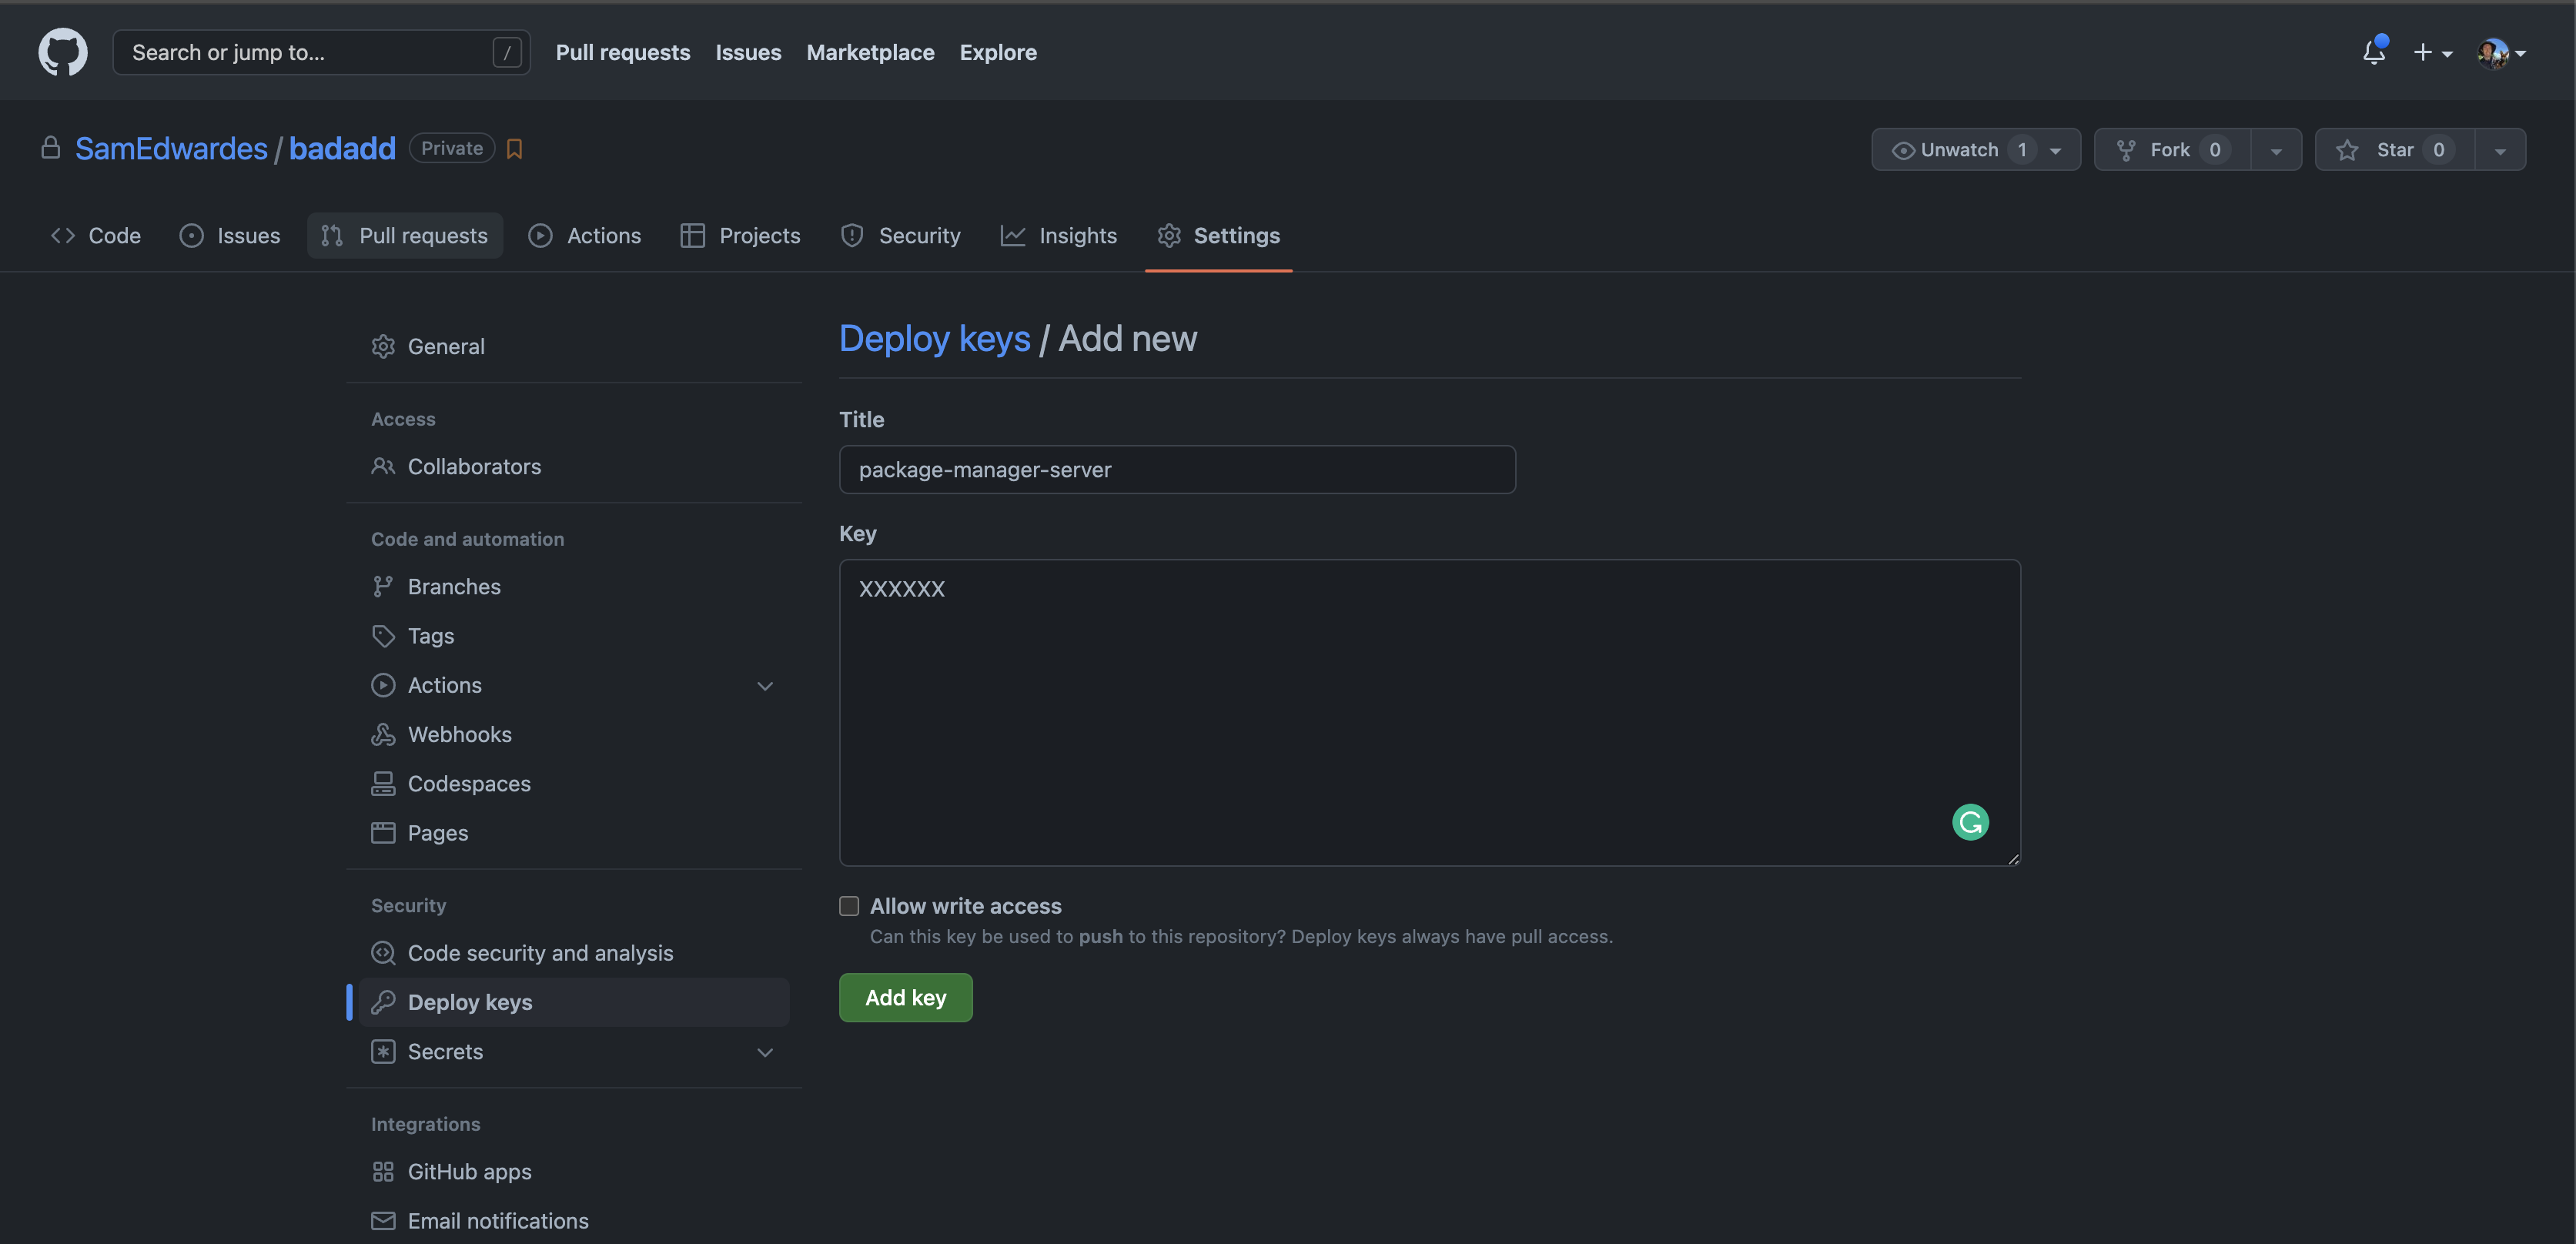 Search or jump to... /
Pull requests
Issues
Marketplace
Explore
SamEdwardes / badadd
Private
Unwatch 1
Fork 0
Star 0
Code
Issues
Pull requests
Actions
Projects
Security
Insights
Settings
General
Access
Collaborators
Code and automation
Branches
Tags
Actions
Webhooks
Codespaces
Pages
Security
Code security and analysis
Deploy keys
Secrets
Integrations
GitHub apps
Email notifications
Deploy keys / Add new
Title
package-manager-server
Key
XXXXXX
Allow write access
Can this key be used to push to this repository? Deploy keys always have pull access.
Add key